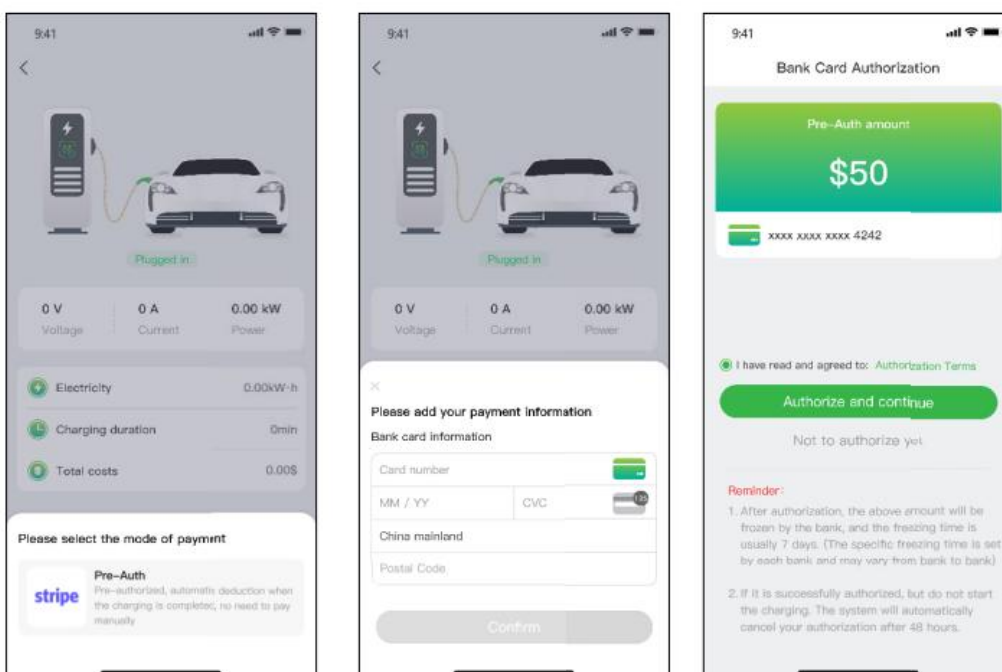 9:41
Plugged in
0 V
0 A
0.00 kW
Voltage
Current
Power
Electricity
0.00kW·h
Charging duration
0min
Total costs
0.00$
Please select the mode of paymint
stripe
Pre-Auth
Pre-authorized, automatic deduction when
the charging is completed, no need to pay
manually
9:41
Plugged in
0 V
0 A
0.00 kW
Voltage
Current
Power
Please add your payment information
Bank card information
Card number
MM / YY
CVC
China mainland
Postal Code
Confirm
9:41
Bank Card Authorization
Pre-Auth amount
$50
xxxx xxxx xxxx 4242
I have read and agreed to: Authorization Terms
Authorize and continue
Not to authorize yet
Reminder:
1. After authorization, the above amount will be
frozen by the bank, and the freezing time is
usually 7 days. (The specific freezing time is set
by each bank and may vary from bank to bank)
2. If it is successfully authorized, but do not start
the charging. The system will automatically
cancel your authorization after 48 hours.